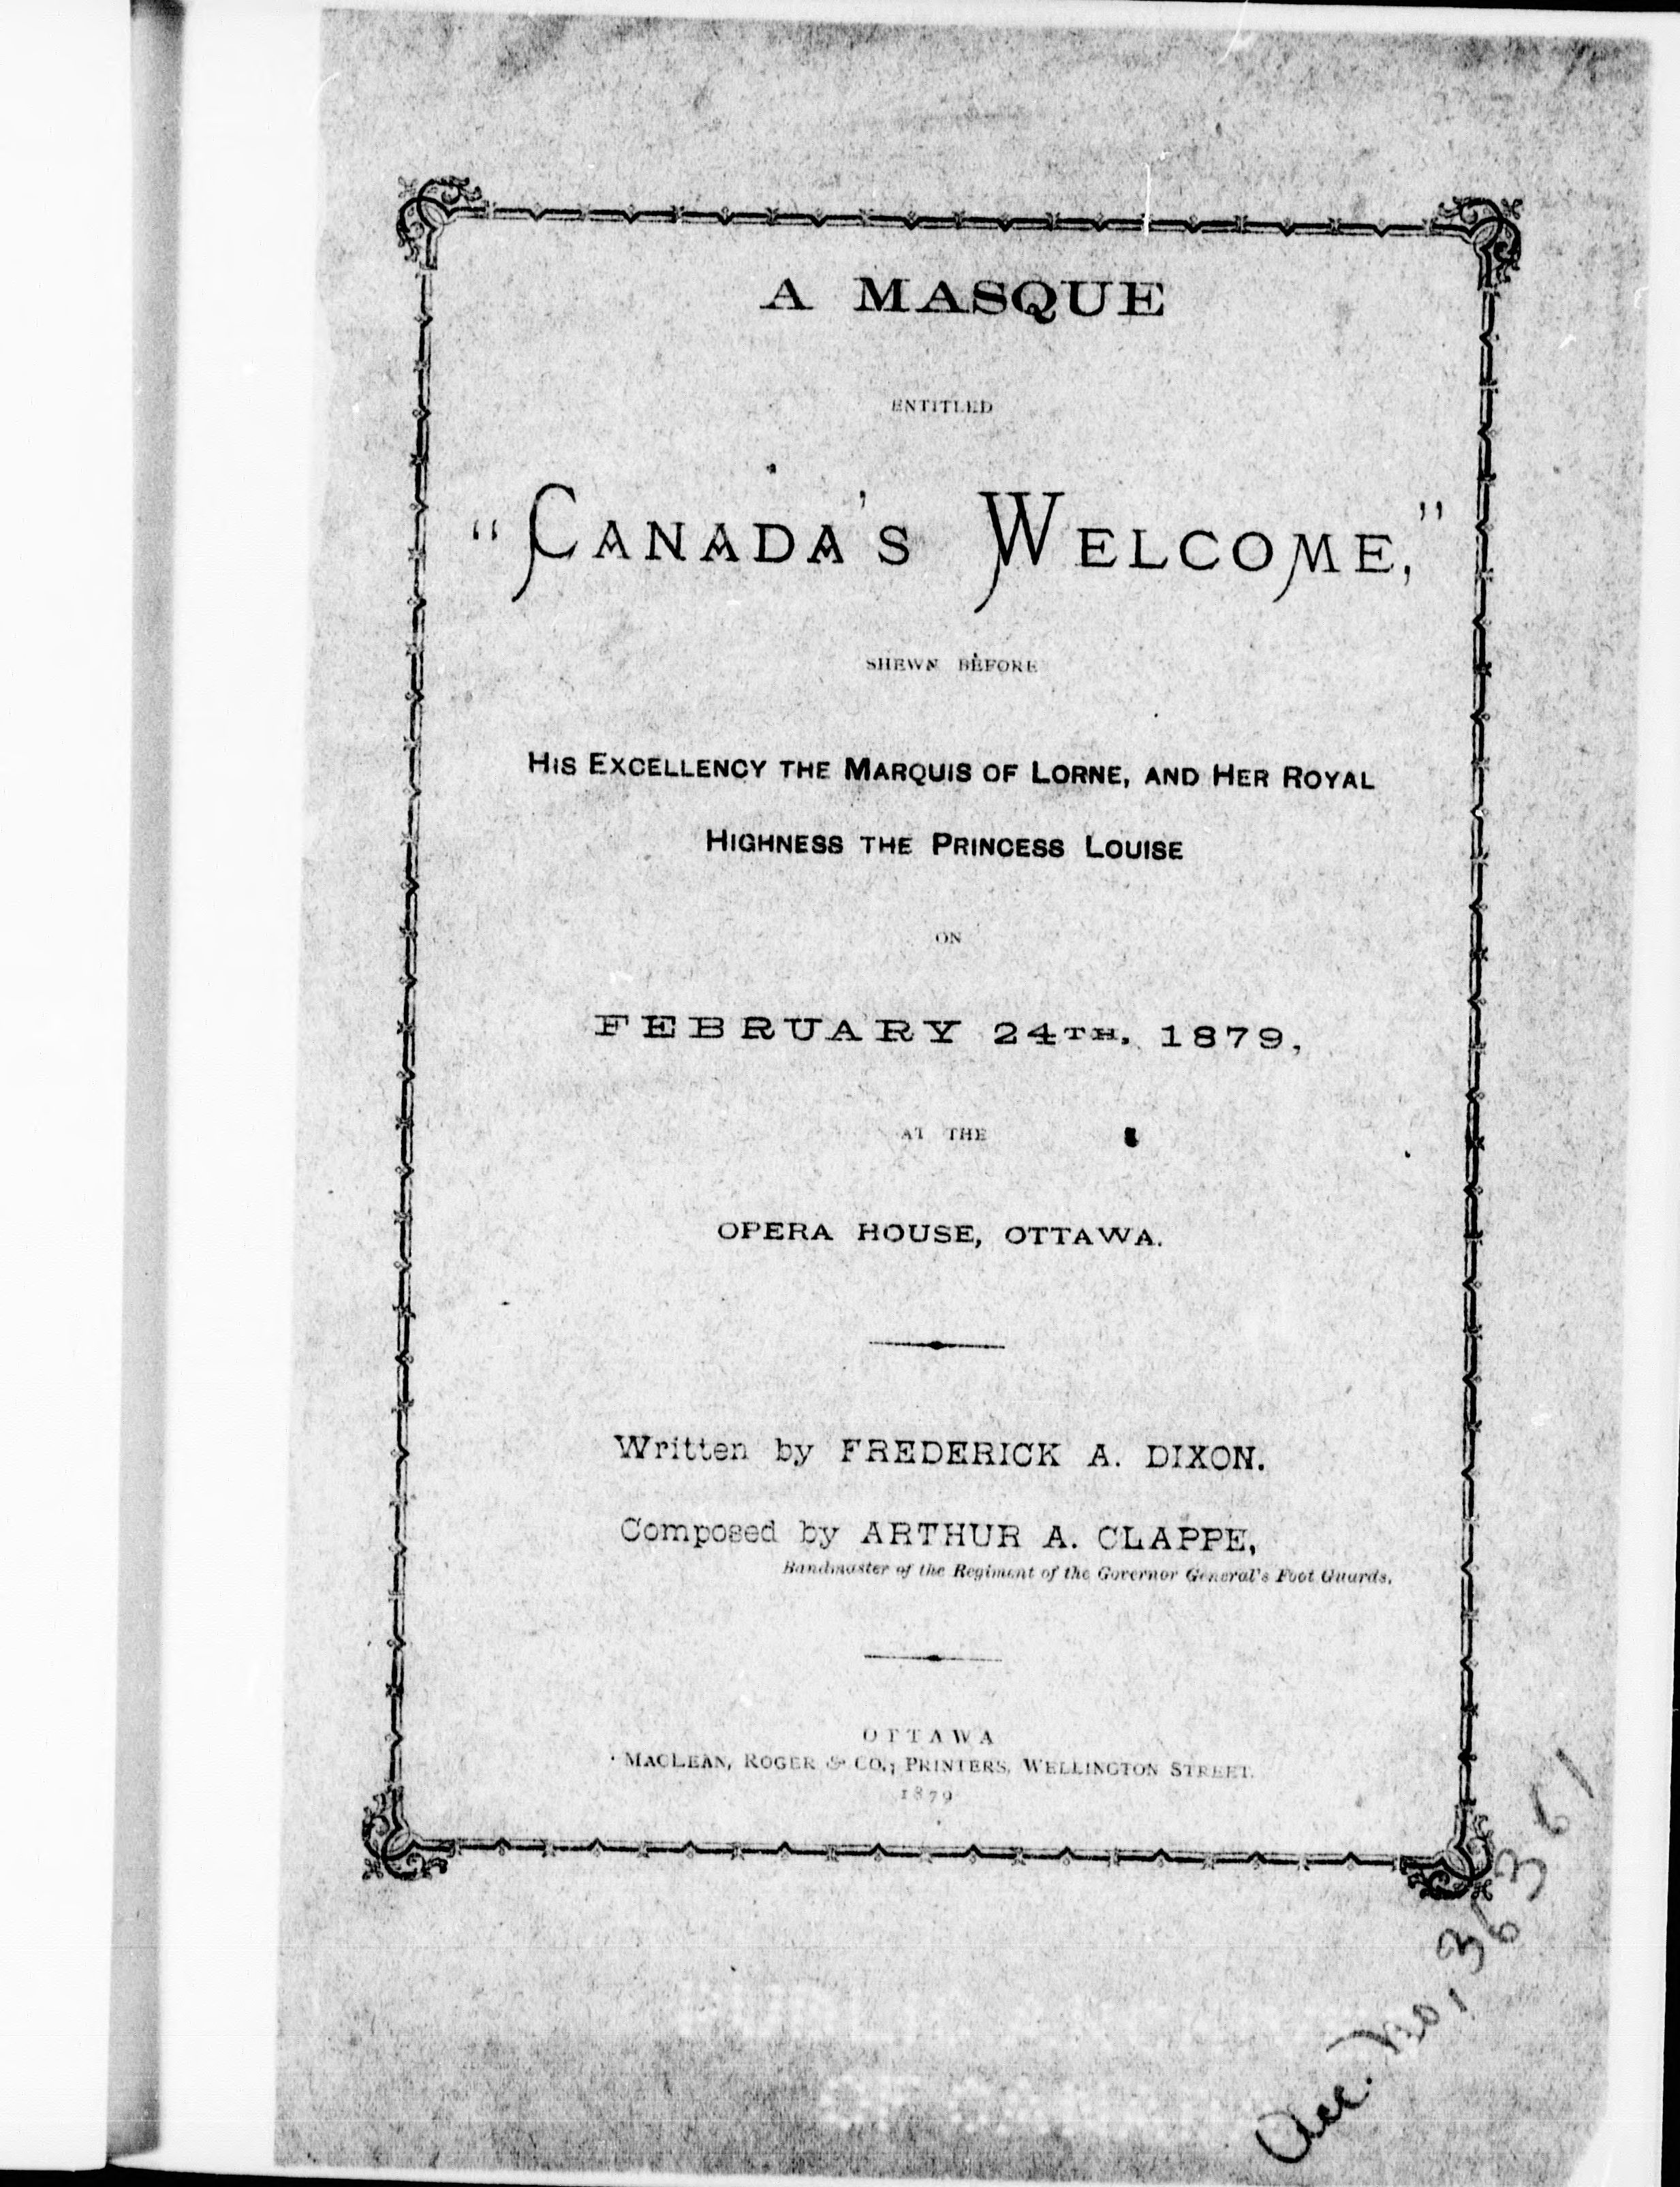 A MASQUE
ENTITLED
“CANADA'S WELCOME,”
SHEWN BEFORE
HIS EXCELLENCY THE MARQUIS OF LORNE, AND HER ROYAL
HIGHNESS THE PRINCESS LOUISE
ON
FEBRUARY 24TH, 1879,
AT THE
OPERA HOUSE, OTTAWA.
Written by FREDERICK A. DIXON.
Composed by ARTHUR A. CLAPPE,
Bandmaster of the Regiment of the Governor General's Foot Guards.
OTTAWA
MACLEAN, ROGER & CO., PRINTERS, WELLINGTON STREET.
1879
Acc. No, 36361